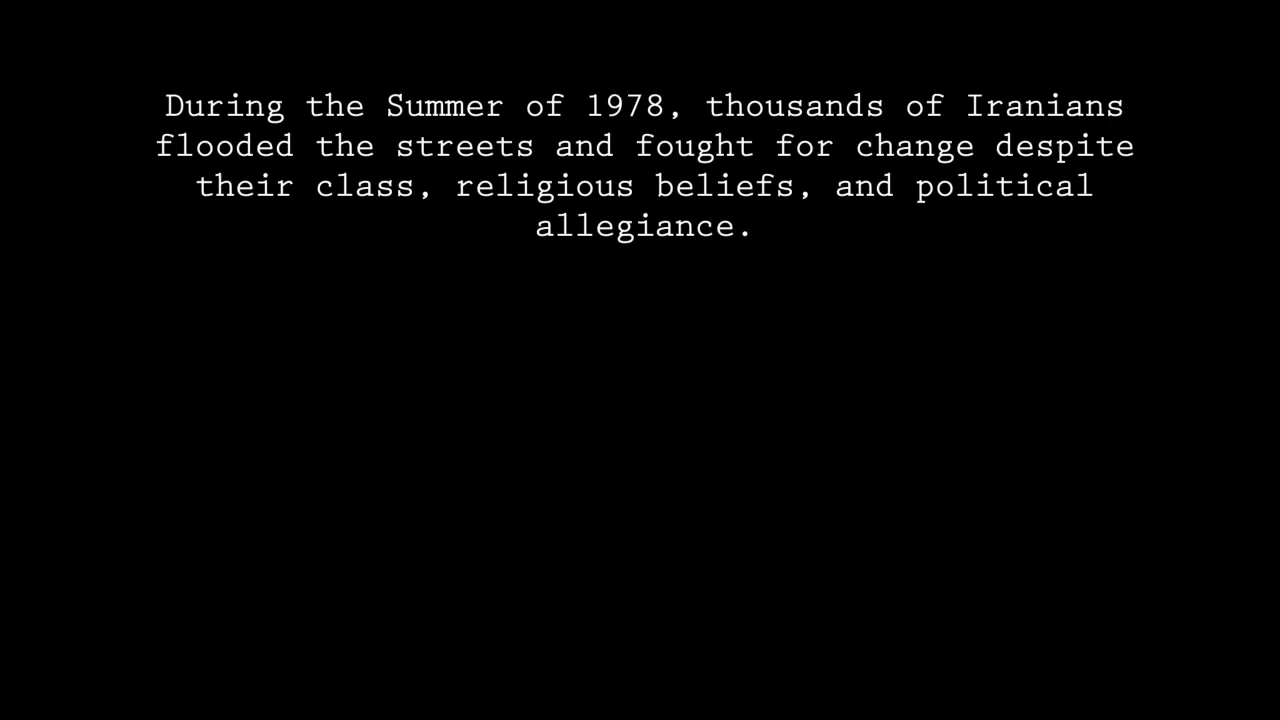 During the Summer of 1978, thousands of Iranians
flooded the streets and fought for change despite
their class, religious beliefs, and political
allegiance.